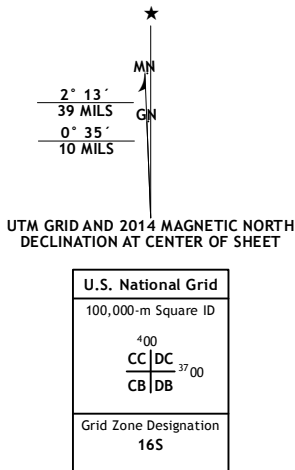 ★
MN
2° 13´
39 MILS
GN
0° 35´
10 MILS
UTM GRID AND 2014 MAGNETIC NORTH
DECLINATION AT CENTER OF SHEET
U.S. National Grid
100,000-m Square ID
⁴00
CC DC
³⁷00
CB DB
Grid Zone Designation
16S